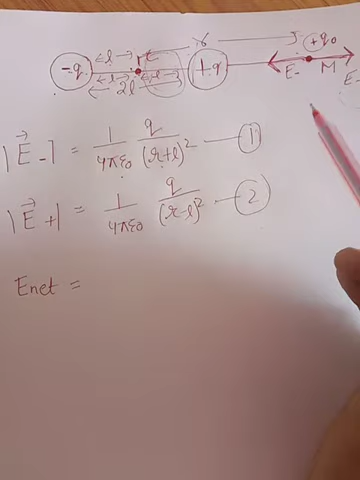 -q l r l +q +q₀
2l E- M E
|E⃗-| = 1/4πε₀ q/(r+l)² — ①
|E⃗+| = 1/4πε₀ q/(r-l)² — ②
Enet =